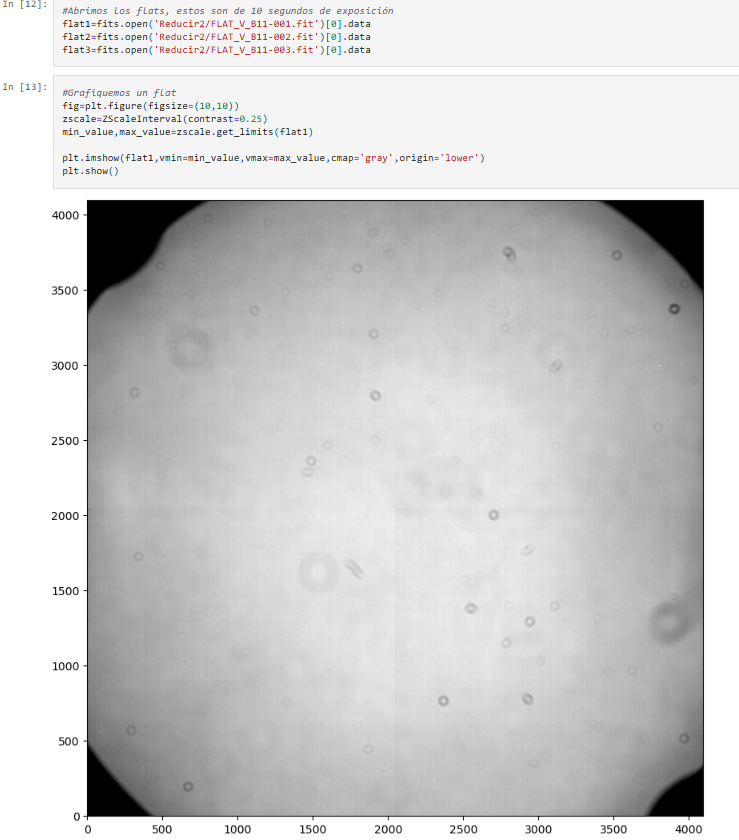 In [12]:
#Abrimos los flats, estos son de 10 segundos de exposición
flat1=fits.open('Reducir2/FLAT_V_B11-001.fit')[0].data
flat2=fits.open('Reducir2/FLAT_V_B11-002.fit')[0].data
flat3=fits.open('Reducir2/FLAT_V_B11-003.fit')[0].data
In [13]:
#Grafiquemos un flat
fig=plt.figure(figsize=(10,10))
zscale=ZScaleInterval(contrast=0.25)
min_value,max_value=zscale.get_limits(flat1)
plt.imshow(flat1,vmin=min_value,vmax=max_value,cmap='gray',origin='lower')
plt.show()
4000
3500
3000
2500
2000
1500
1000
500
0
0 500 1000 1500 2000 2500 3000 3500 4000